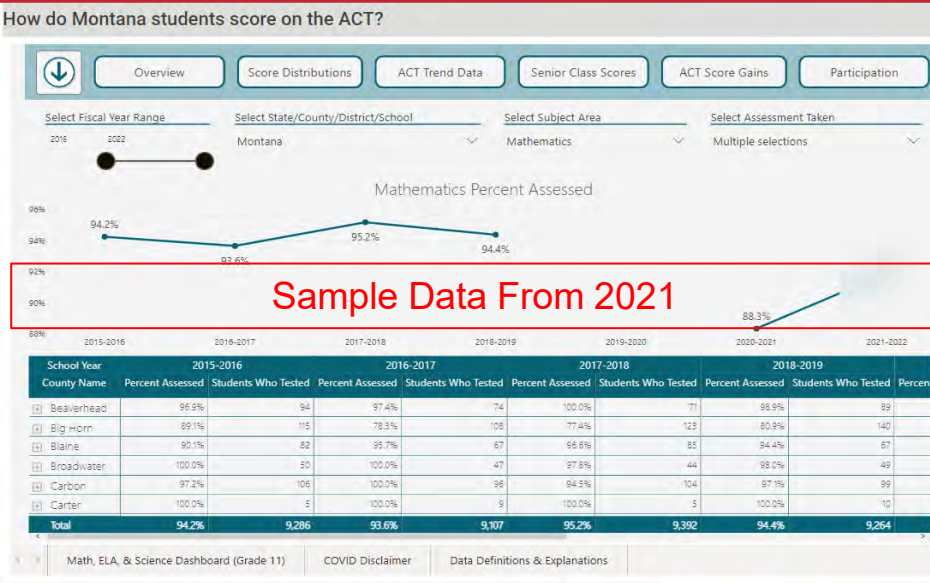 How do Montana students score on the ACT?
Overview Score Distributions ACT Trend Data Senior Class Scores ACT Score Gains Participation
Select Fiscal Year Range Select State/County/District/School Select Subject Area Select Assessment Taken
2016 2022 Montana Mathematics Multiple selections
Mathematics Percent Assessed
96%
94.2% 95.2%
94% 94.4%
93.6%
92%
Sample Data From 2021
90%
88.3%
88%
2015-2016 2016-2017 2017-2018 2018-2019 2019-2020 2020-2021 2021-2022
School Year 2015-2016 2016-2017 2017-2018 2018-2019
County Name Percent Assessed Students Who Tested Percent Assessed Students Who Tested Percent Assessed Students Who Tested Percent Assessed Students Who Tested Percen
Beaverhead 96.9% 94 97.4% 74 100.0% 71 98.9% 89
Big Horn 89.1% 115 78.3% 108 77.4% 123 80.9% 140
Blaine 90.1% 82 95.7% 67 96.6% 85 94.4% 67
Broadwater 100.0% 50 100.0% 47 97.8% 44 98.0% 49
Carbon 97.2% 106 100.0% 96 94.5% 104 97.1% 99
Carter 100.0% 5 100.0% 9 100.0% 5 100.0% 10
Total 94.2% 9,286 93.6% 9,107 95.2% 9,392 94.4% 9,264
Math, ELA, & Science Dashboard (Grade 11) COVID Disclaimer Data Definitions & Explanations